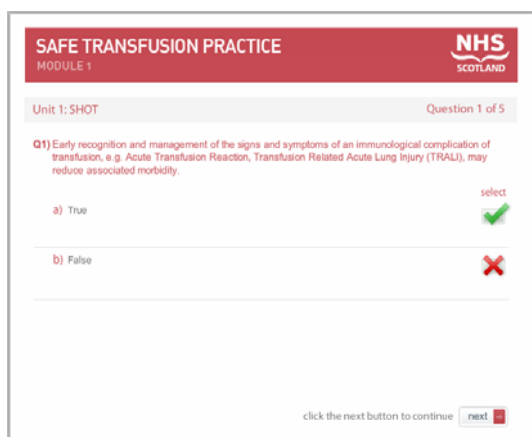 SAFE TRANSFUSION PRACTICE
MODULE 1
NHS
SCOTLAND
Unit 1: SHOT
Question 1 of 5
Q1) Early recognition and management of the signs and symptoms of an immunological complication of
transfusion, e.g. Acute Transfusion Reaction, Transfusion Related Acute Lung Injury (TRALI), may
reduce associated morbidity.
select
a) True
b) False
click the next button to continue
next